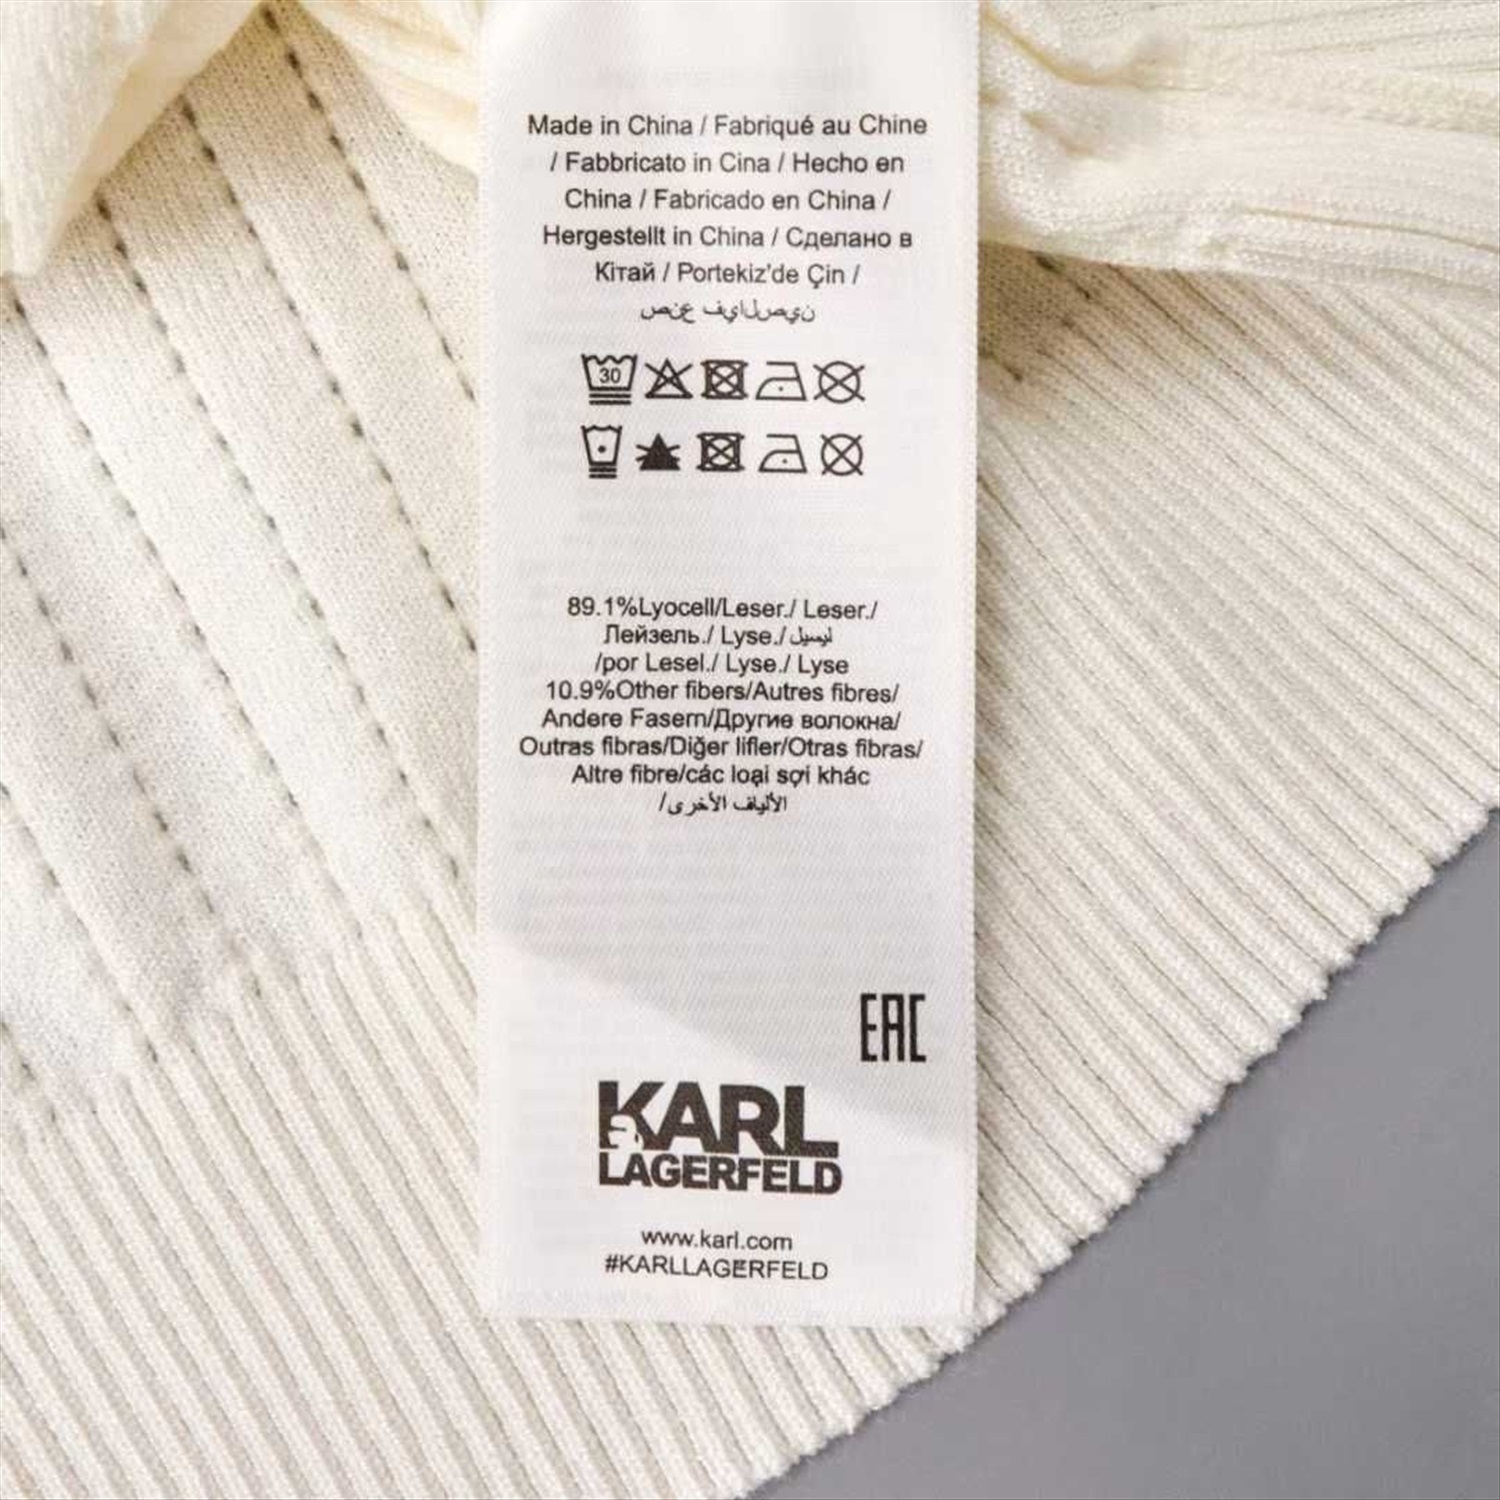 Made in China / Fabriqué au Chine
/ Fabbricato in Cina / Hecho en
China / Fabricado en China /
Hergestellt in China / Сделано в
Кітай / Portekiz'de Çin /
صنع فيالصين
30
89.1%Lyocell/Leser./ Leser./
Лейзель./ Lyse./ليسيل
/por Lesel./ Lyse./ Lyse
10.9%Other fibers/Autres fibres/
Andere Fasern/Другие волокна/
Outras fibras/Diğer lifler/Otras fibras/
Altre fibre/các loại sợi khác
/الألياف الأخرى
EAC
KARL
LAGERFELD
www.karl.com
#KARLLAGERFELD